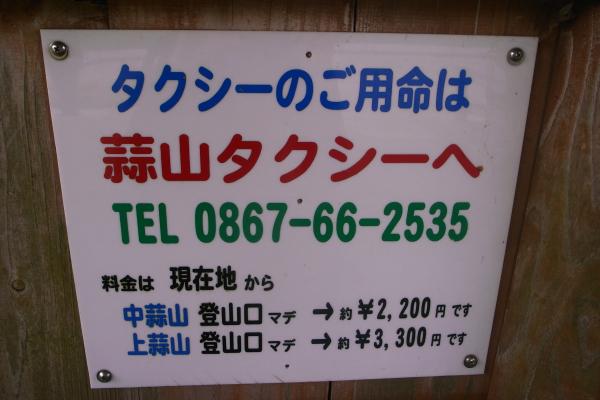 タクシーのご用命は
蒜山タクシーへ
TEL 0867-66-2535
料金は 現在地 から
中蒜山 登山口 マデ → 約 ¥2,200 円 です
上蒜山 登山口 マデ → 約 ¥3,300 円 です